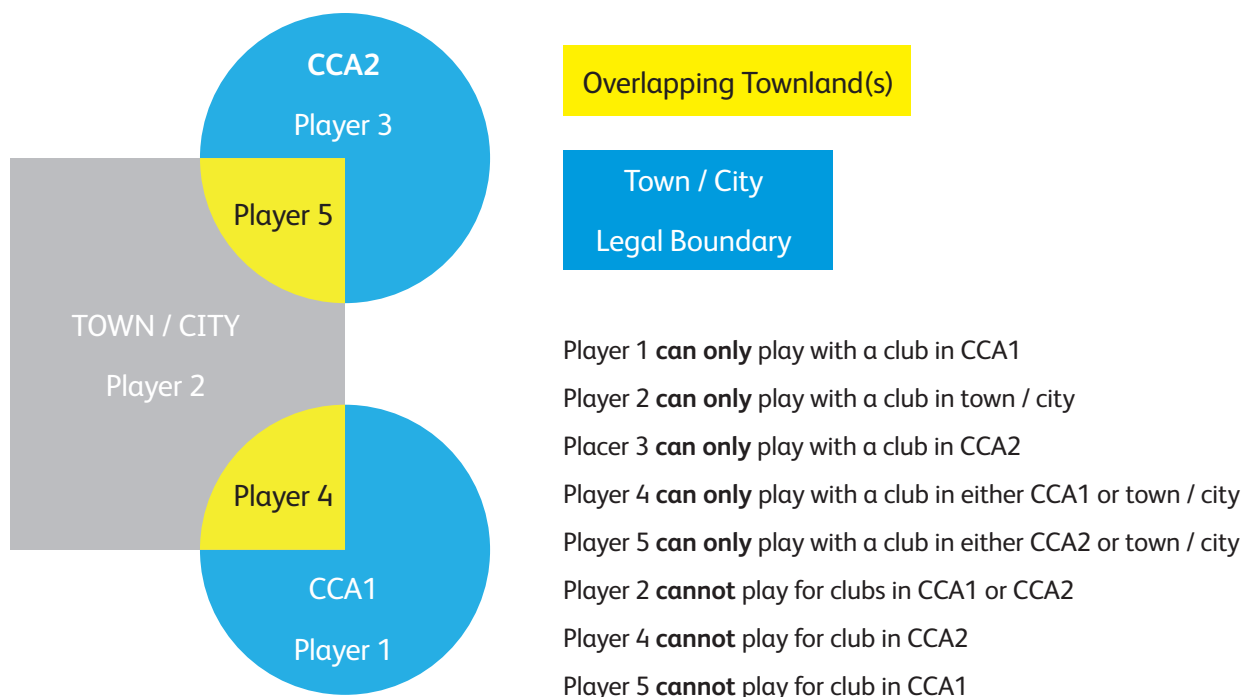 CCA2
Player 3
Player 5
TOWN / CITY
Player 2
Player 4
CCA1
Player 1
Overlapping Townland(s)
Town / City
Legal Boundary
Player 1 can only play with a club in CCA1
Player 2 can only play with a club in town / city
Placer 3 can only play with a club in CCA2
Player 4 can only play with a club in either CCA1 or town / city
Player 5 can only play with a club in either CCA2 or town / city
Player 2 cannot play for clubs in CCA1 or CCA2
Player 4 cannot play for club in CCA2
Player 5 cannot play for club in CCA1